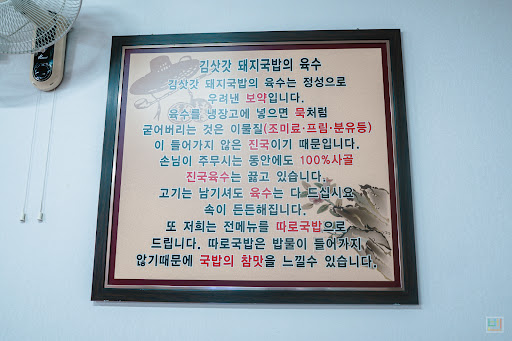 김삿갓 돼지국밥의 육수
김삿갓 돼지국밥의 육수는 정성으로
우려낸 보약입니다.
육수를 냉장고에 넣으면 묵처럼
굳어버리는 것은 이물질(조미료·프림·분유등)
이 들어가지 않은 진국이기 때문입니다.
손님이 주무시는 동안에도 100%사골
진국육수는 끓고 있습니다.
고기는 남기셔도 육수는 다 드십시요
속이 든든해집니다.
또 저희는 전메뉴를 따로국밥으로
드립니다. 따로국밥은 밥물이 들어가지
않기때문에 국밥의 참맛을 느낄수 있습니다.